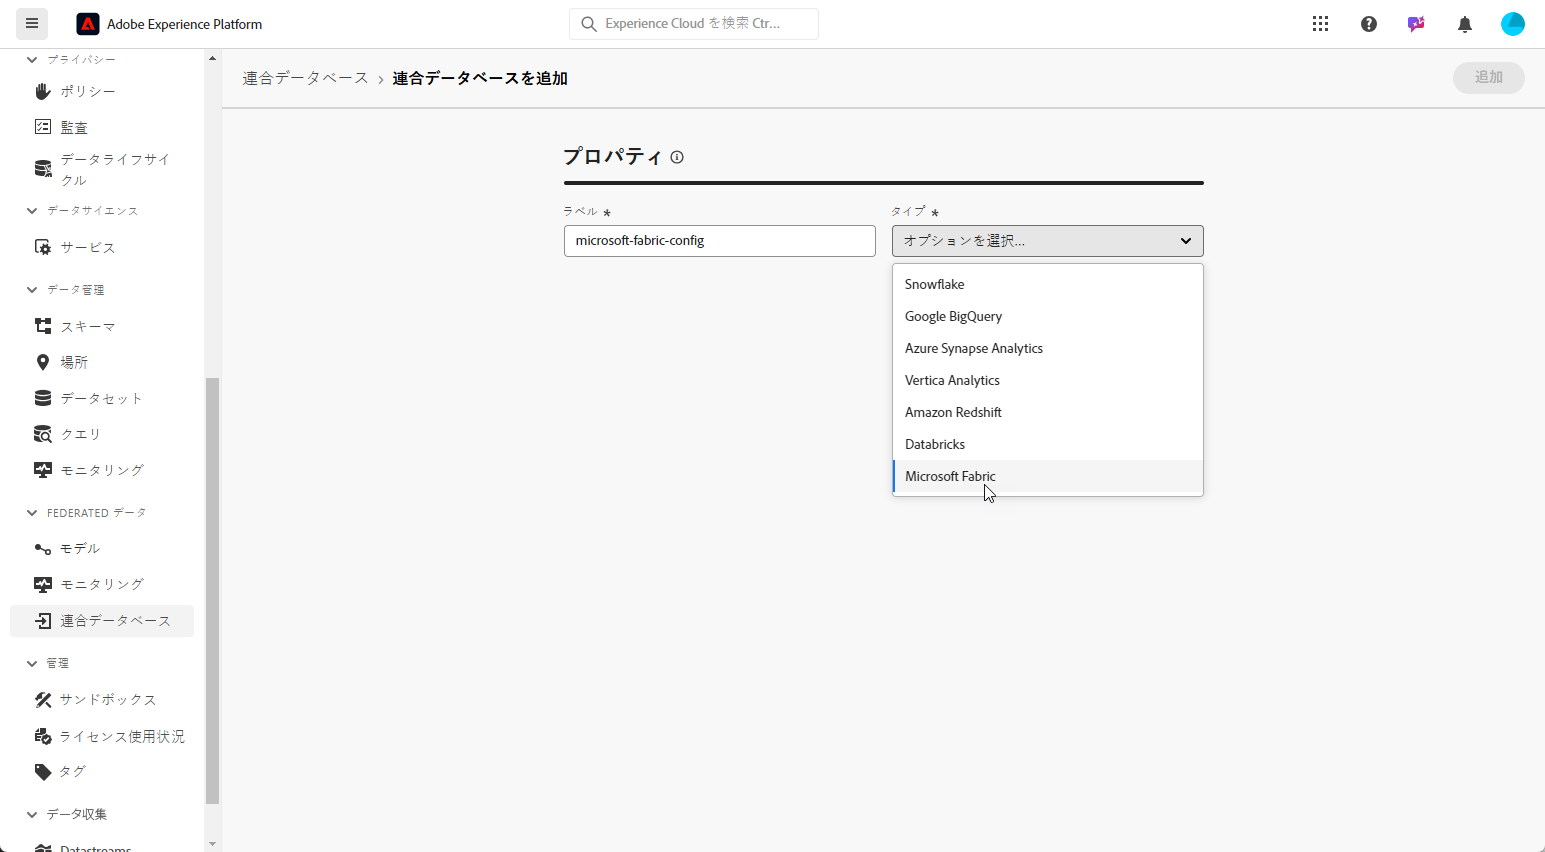 Adobe Experience Platform
Experience Cloud を検索 Ctr...
プライバシー
ポリシー
監査
データライフサイ
クル
データサイエンス
サービス
データ管理
スキーマ
場所
データセット
クエリ
モニタリング
FEDERATED データ
モデル
モニタリング
連合データベース
管理
サンドボックス
ライセンス使用状況
タグ
データ収集
Datastreams
連合データベース › 連合データベースを追加
追加
プロパティ
ラベル *
タイプ *
microsoft-fabric-config
オプションを選択...
Snowflake
Google BigQuery
Azure Synapse Analytics
Vertica Analytics
Amazon Redshift
Databricks
Microsoft Fabric